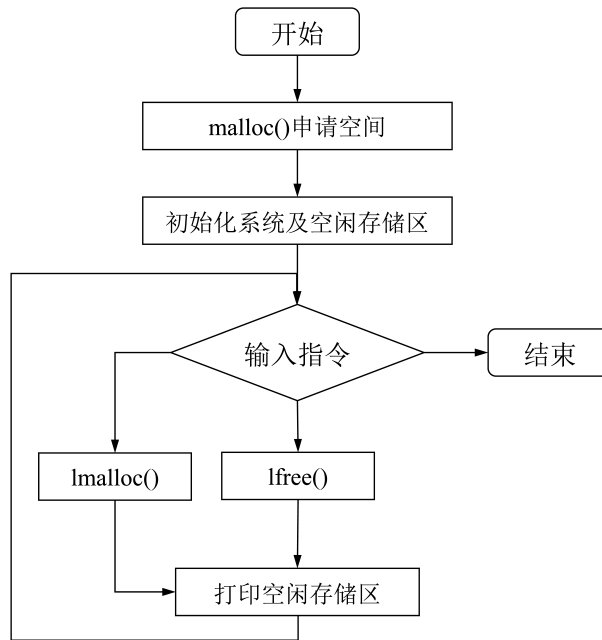 开始
malloc()申请空间
初始化系统及空闲存储区
输入指令
结束
lmalloc()
lfree()
打印空闲存储区